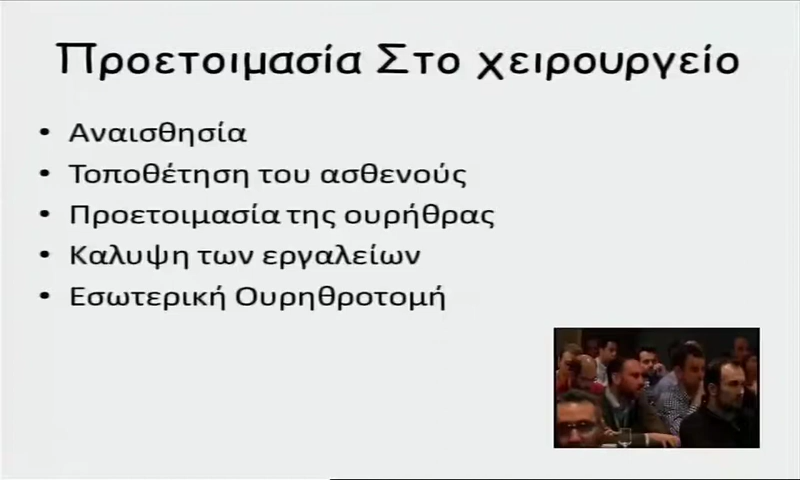 Προετοιμασία Στο χειρουργείο
• Αναισθησία
• Τοποθέτηση του ασθενούς
• Προετοιμασία της ουρήθρας
• Καλυψη των εργαλείων
• Εσωτερική Ουρηθροτομή